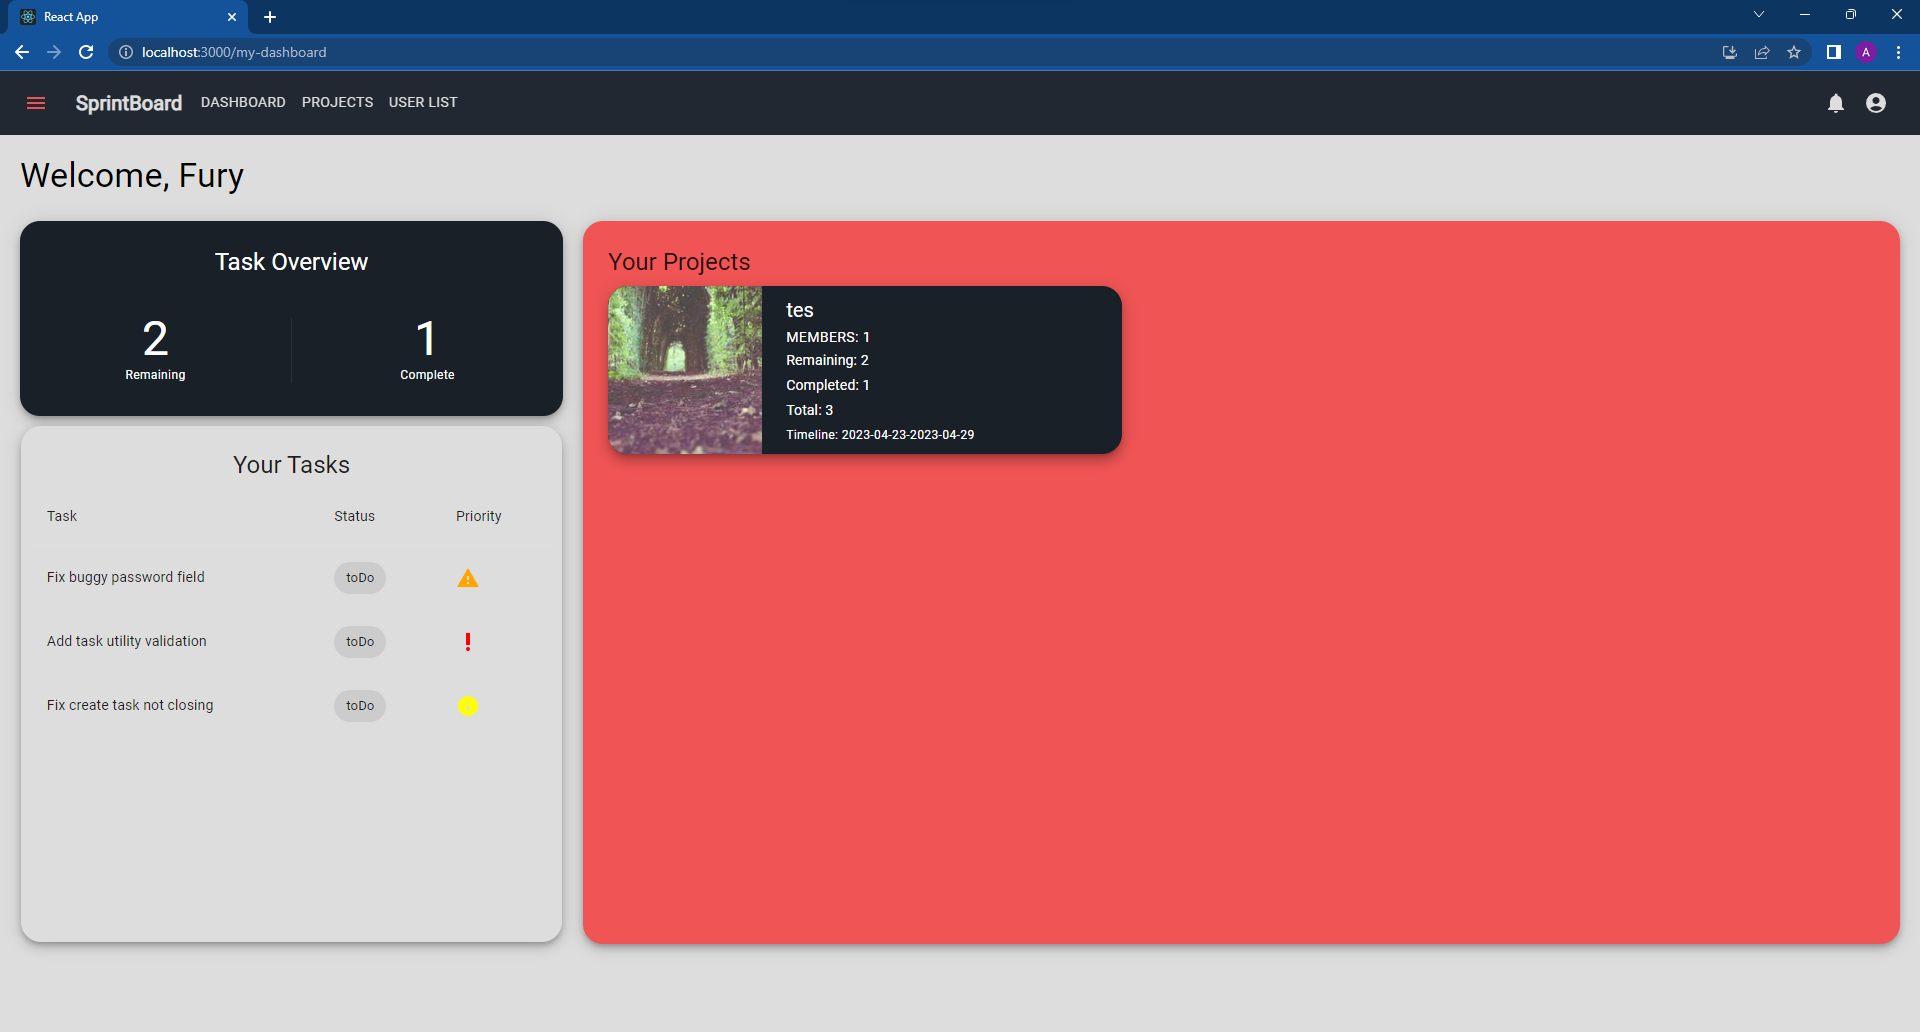 React App
localhost:3000/my-dashboard
A
SprintBoard DASHBOARD PROJECTS USER LIST
Welcome, Fury
Task Overview
2
Remaining
1
Complete
Your Tasks
Task Status Priority
Fix buggy password field toDo
Add task utility validation toDo
Fix create task not closing toDo
Your Projects
tes
MEMBERS: 1
Remaining: 2
Completed: 1
Total: 3
Timeline: 2023-04-23-2023-04-29